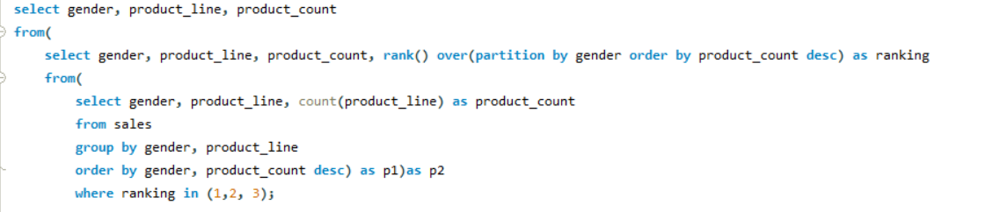 select gender, product_line, product_count
from(
select gender, product_line, product_count, rank() over(partition by gender order by product_count desc) as ranking
from(
select gender, product_line, count(product_line) as product_count
from sales
group by gender, product_line
order by gender, product_count desc) as p1)as p2
where ranking in (1,2, 3);